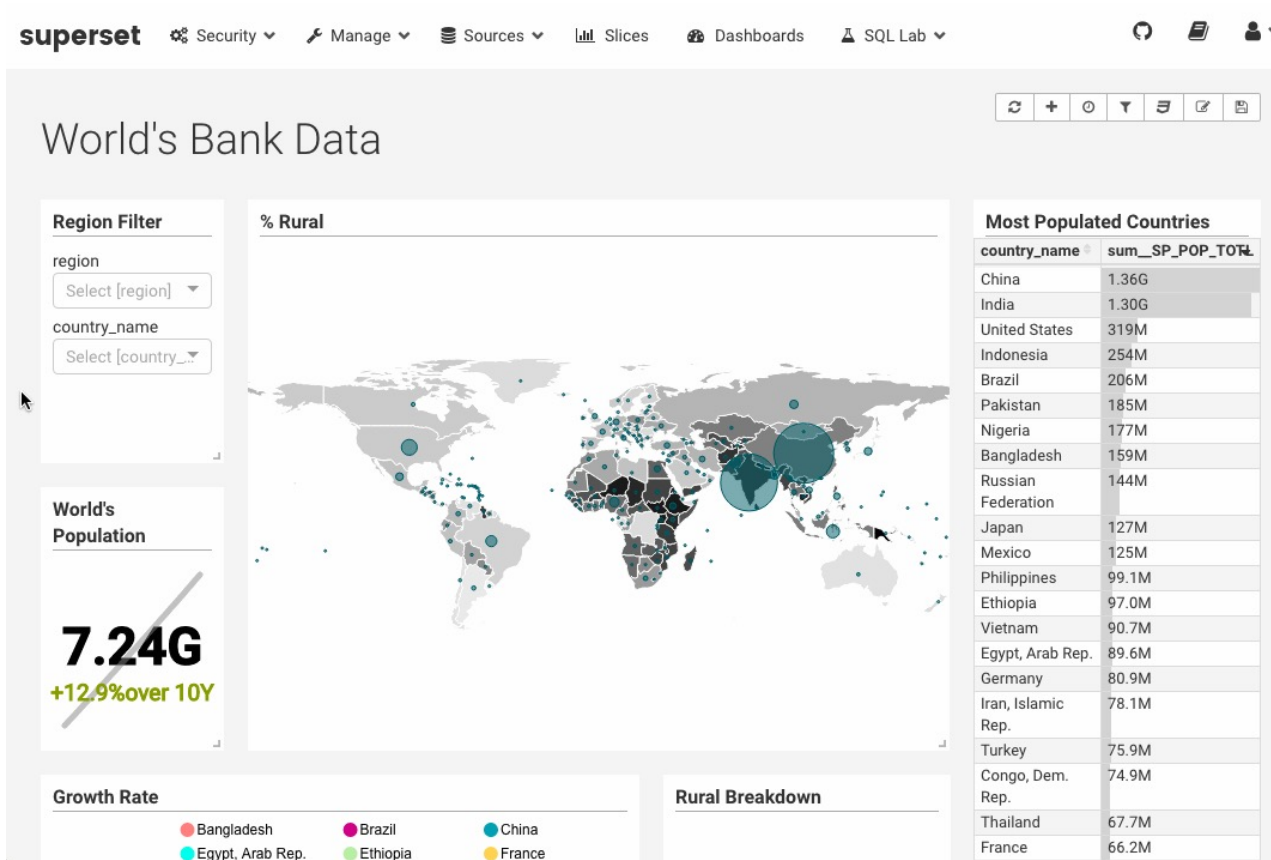 superset Security Manage Sources Slices Dashboards SQL Lab
World's Bank Data
Region Filter
region
Select [region]
country_name
Select [country_...
World's
Population
7.24G
+12.9%over 10Y
% Rural
Most Populated Countries
country_name sum__SP_POP_TOTL
China 1.36G
India 1.30G
United States 319M
Indonesia 254M
Brazil 206M
Pakistan 185M
Nigeria 177M
Bangladesh 159M
Russian 144M
Federation
Japan 127M
Mexico 125M
Philippines 99.1M
Ethiopia 97.0M
Vietnam 90.7M
Egypt, Arab Rep. 89.6M
Germany 80.9M
Iran, Islamic 78.1M
Rep.
Turkey 75.9M
Congo, Dem. 74.9M
Rep.
Thailand 67.7M
France 66.2M
Growth Rate
Bangladesh Brazil China
Egypt, Arab Rep. Ethiopia France
Rural Breakdown